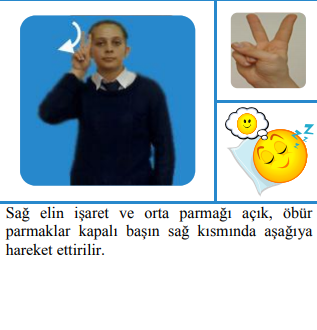 Sağ elin işaret ve orta parmağı açık, öbür
parmaklar kapalı başın sağ kısmında aşağıya
hareket ettirilir.